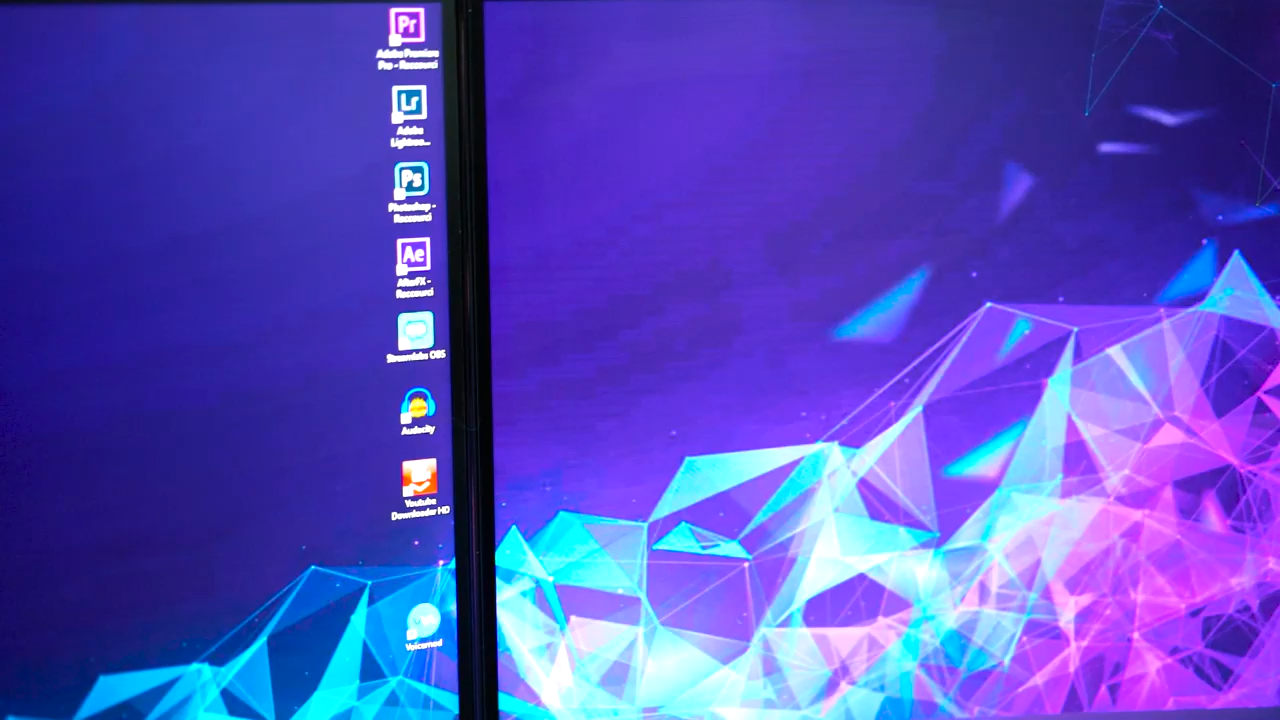 Pr
Adobe Premiere
Pro - Raccourci
Lr
Adobe
Lightroo...
Ps
Photoshop -
Raccourci
Ae
AfterFX -
Raccourci
Streamlabs OBS
Audacity
Youtube
Downloader HD
Voicemod